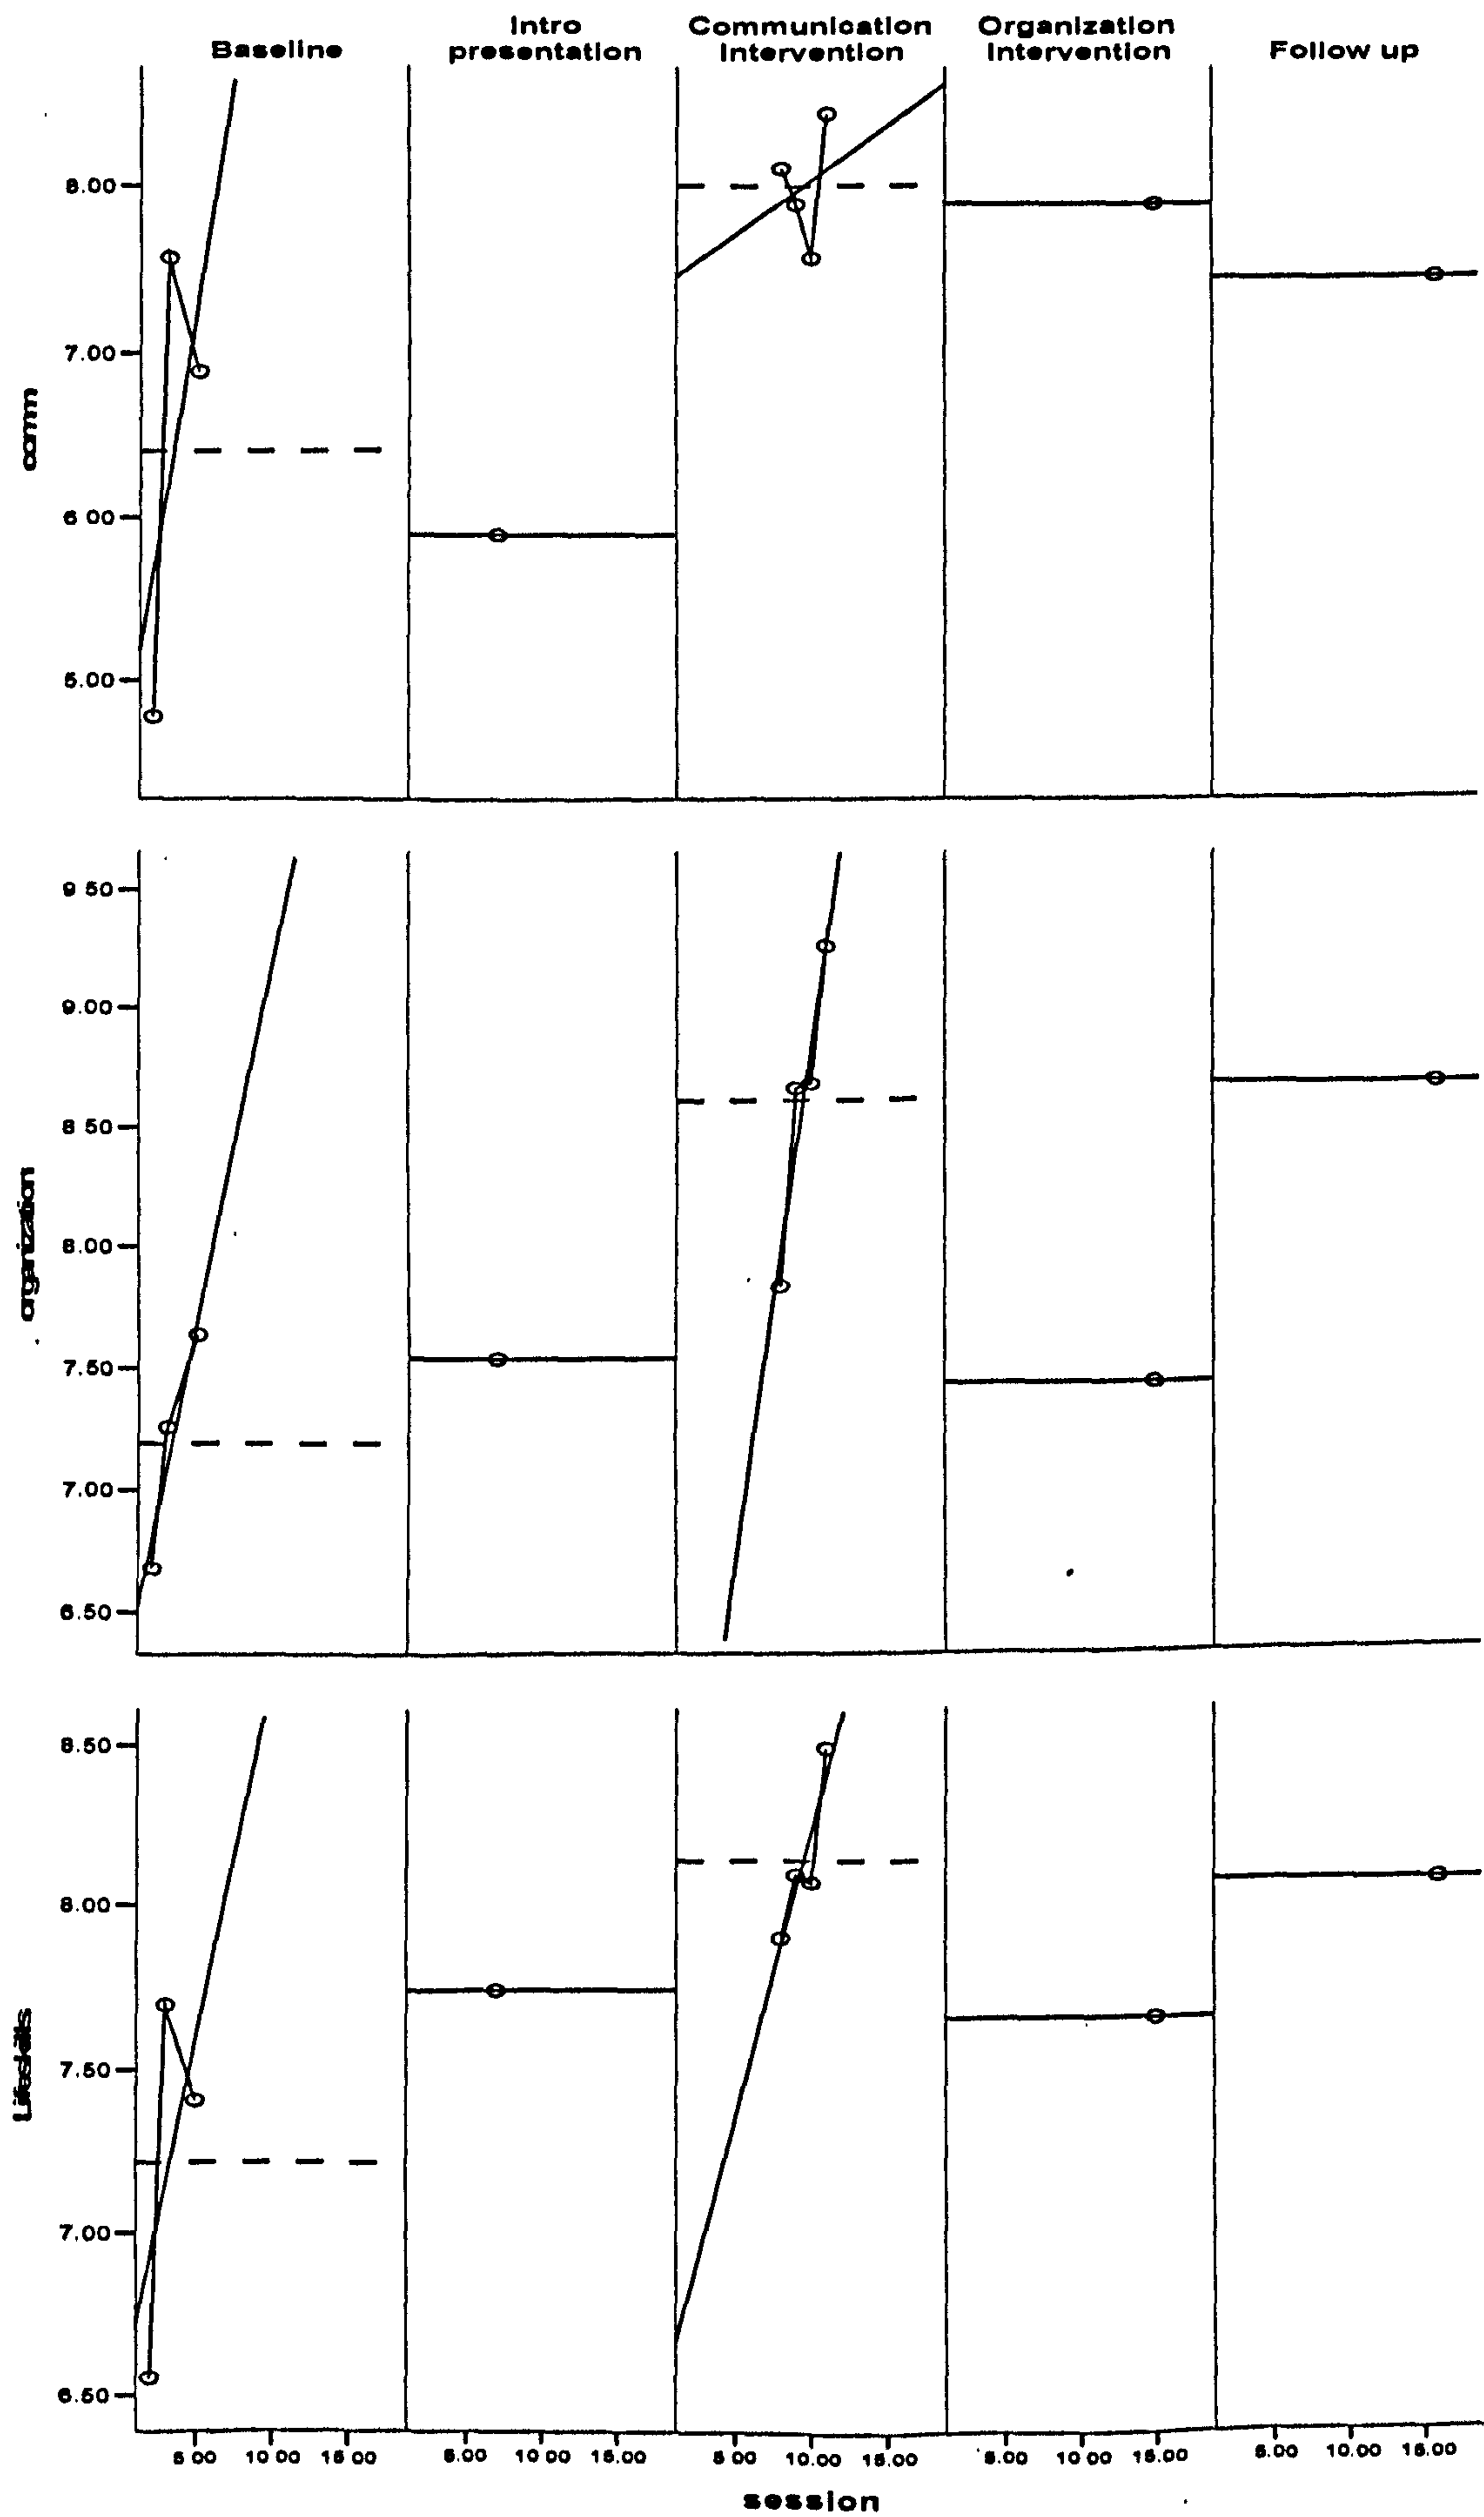 Baseline
Intro
presentation
Communication
Intervention
Organization
Intervention
Follow up
comm
8.00
7.00
6 00
5.00
organization
9 50
9.00
8 50
8.00
7.50
7.00
6.50
Lifeskills
8.50
8.00
7.50
7.00
6.50
5 00 10 00 15 00 5.00 10 00 15.00 5 00 10.00 15.00 5.00 10 00 15.00 5.00 10.00 15.00
session